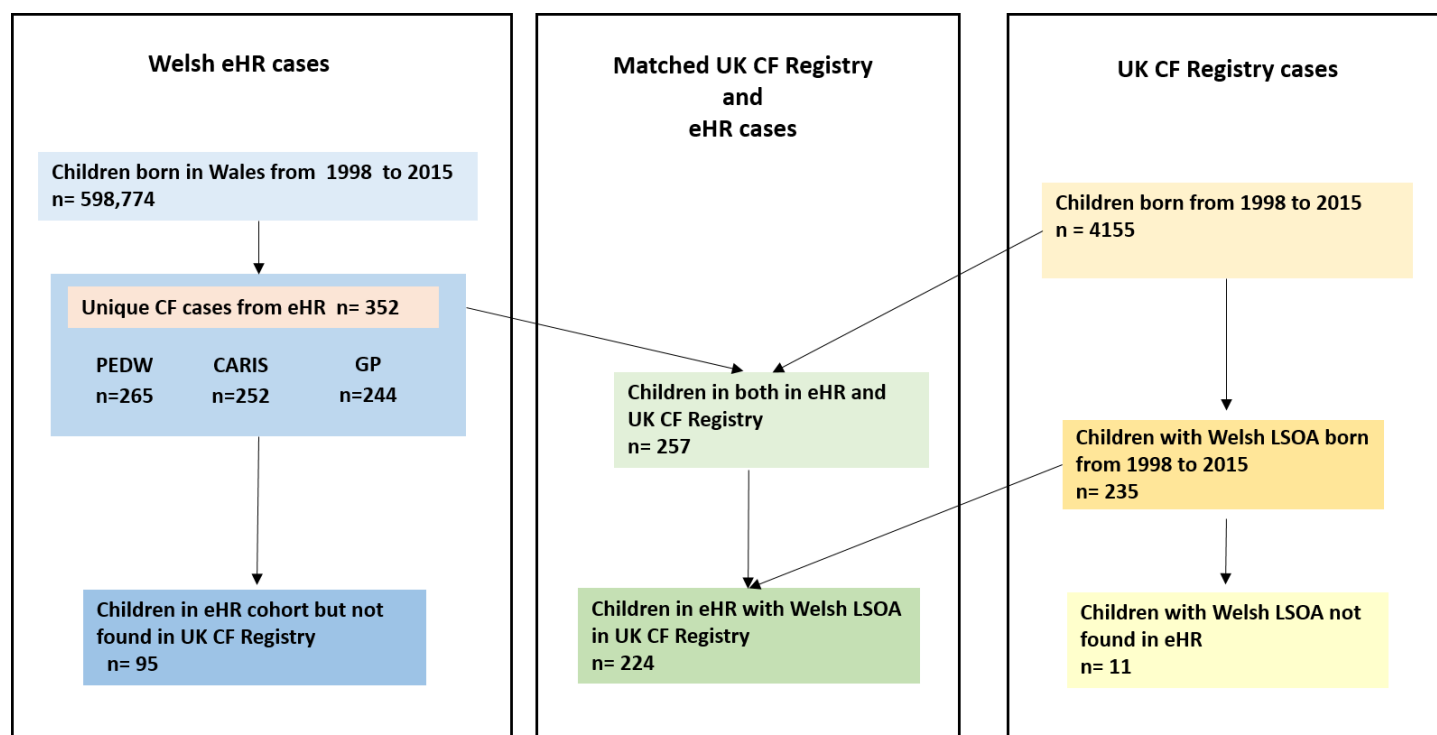 Welsh eHR cases
Children born in Wales from 1998 to 2015
n= 598,774
Unique CF cases from eHR n= 352
PEDW CARIS GP
n=265 n=252 n=244
Children in eHR cohort but not
found in UK CF Registry
n= 95
Matched UK CF Registry
and
eHR cases
Children in both in eHR and
UK CF Registry
n= 257
Children in eHR with Welsh LSOA
in UK CF Registry
n= 224
UK CF Registry cases
Children born from 1998 to 2015
n = 4155
Children with Welsh LSOA born
from 1998 to 2015
n= 235
Children with Welsh LSOA not
found in eHR
n= 11